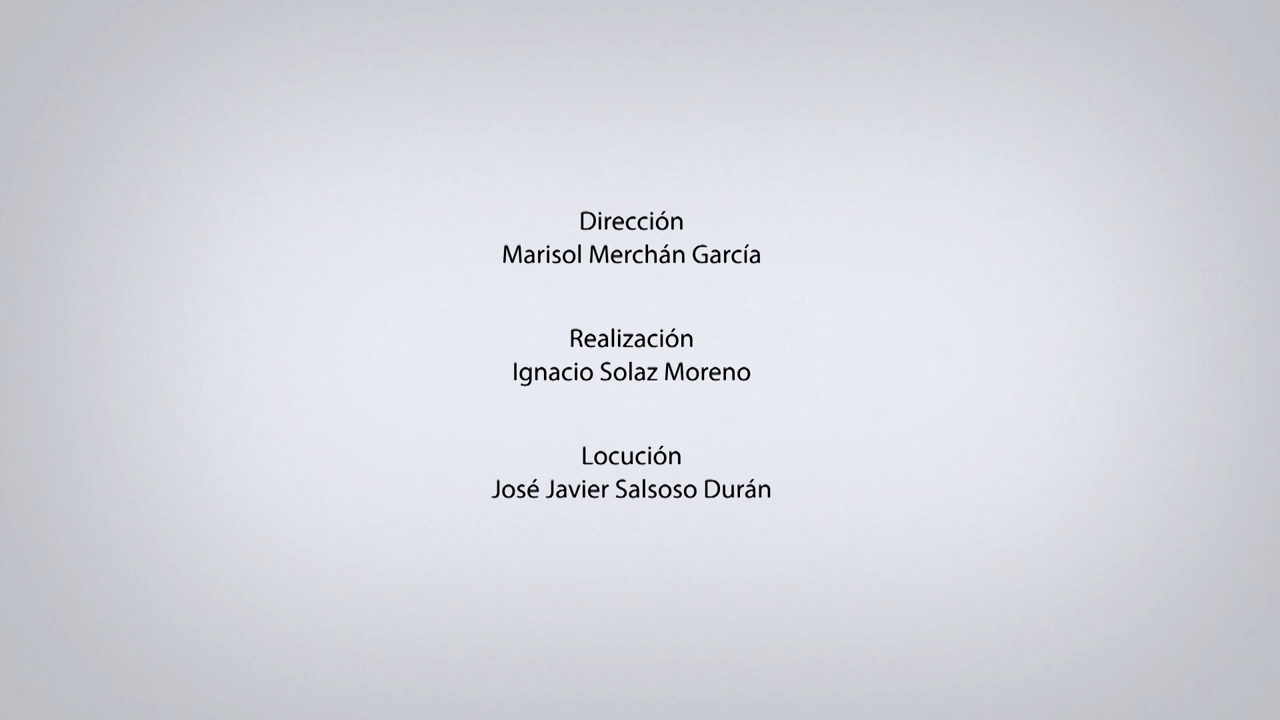 Dirección
Marisol Merchán García
Realización
Ignacio Solaz Moreno
Locución
José Javier Salsoso Durán